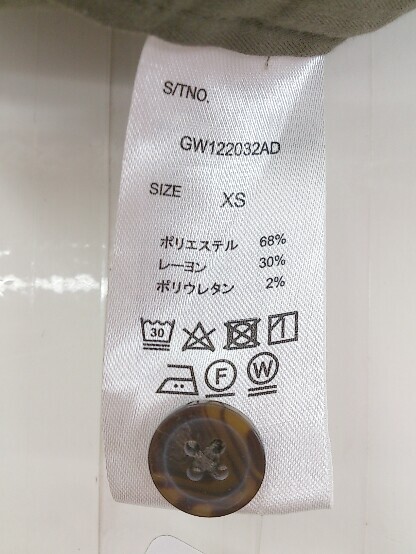 S/TNO.
GW122032AD
SIZE XS
ポリエステル 68%
レーヨン 30%
ポリウレタン 2%
30
F W